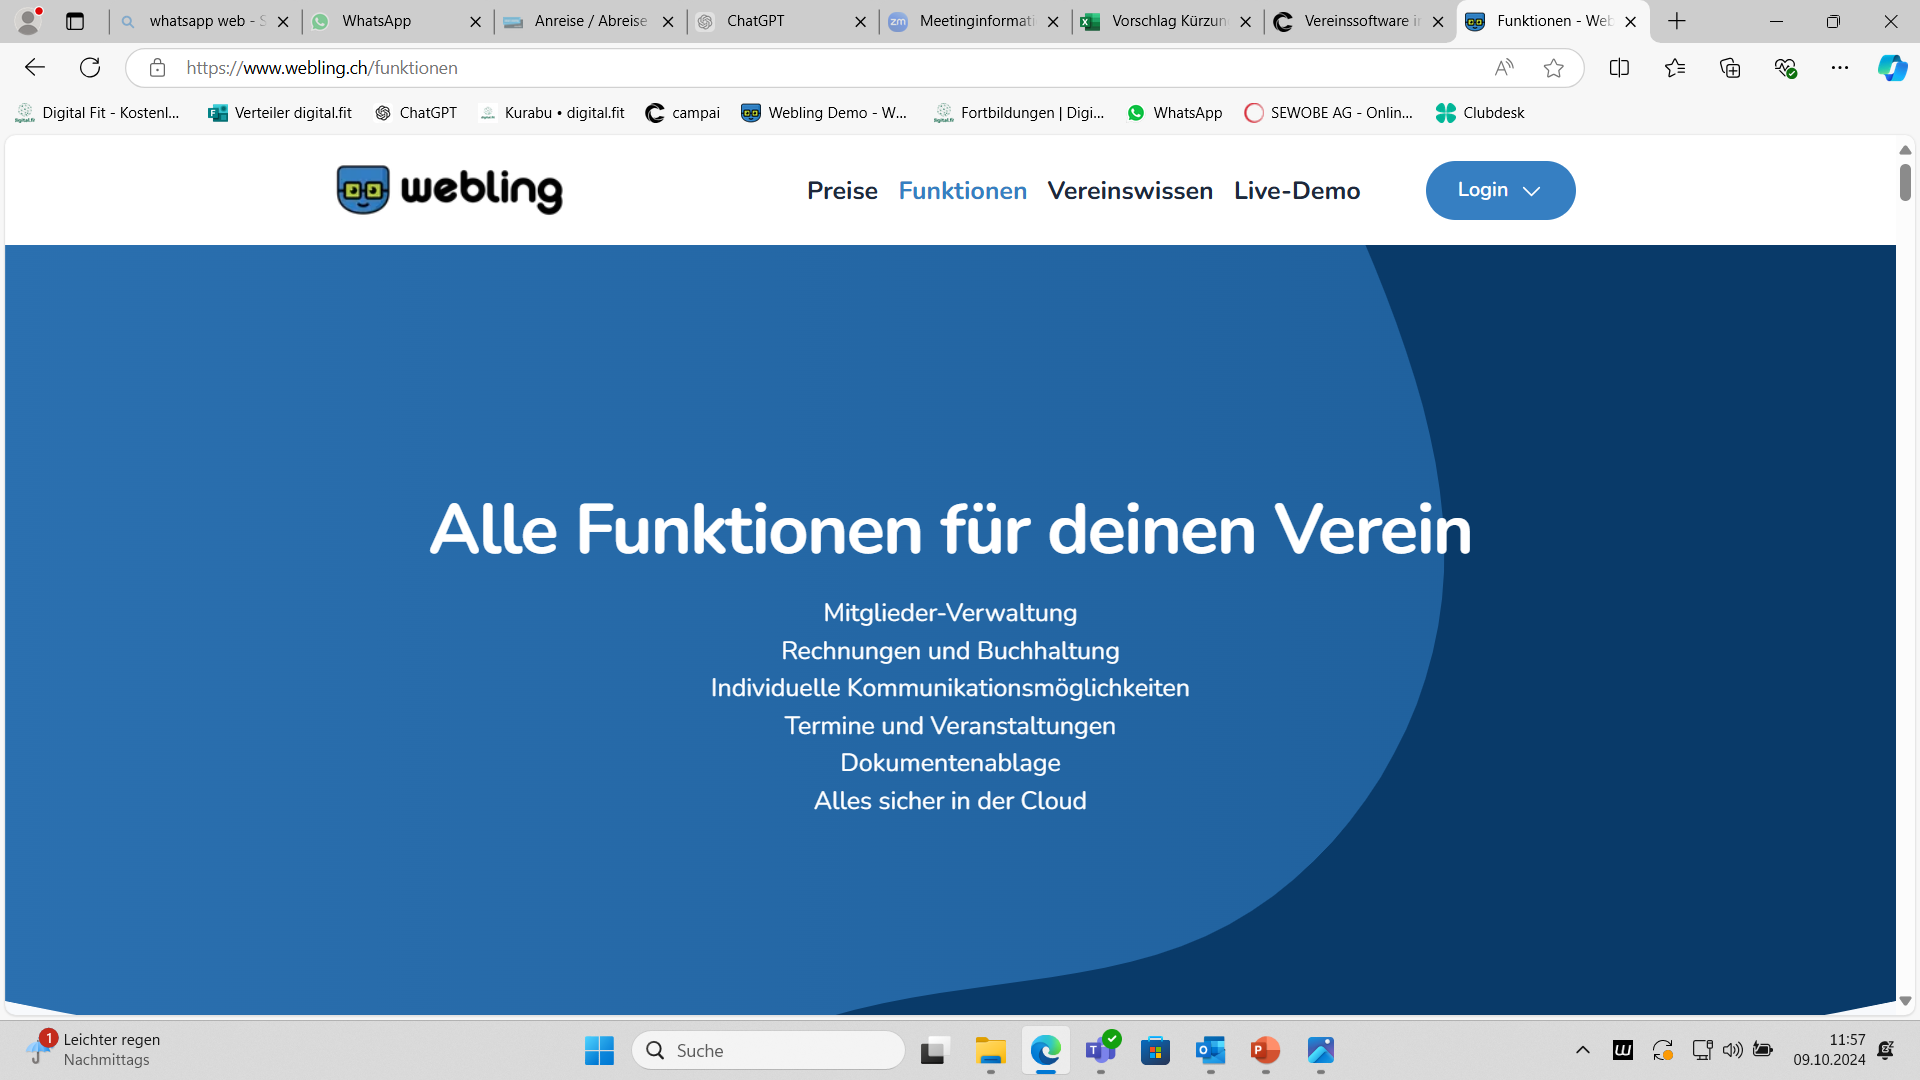 whatsapp web - S
WhatsApp
Anreise / Abreise
ChatGPT
Meetinginformati
Vorschlag Kürzun
Vereinssoftware i
Funktionen - Web
https://www.webling.ch/funktionen
Digital Fit - Kostenl...
Verteiler digital.fit
ChatGPT
Kurabu • digital.fit
campai
Webling Demo - W...
Fortbildungen | Digi...
WhatsApp
SEWOBE AG - Onlin...
Clubdesk
webling
Preise
Funktionen
Vereinswissen
Live-Demo
Login
Alle Funktionen für deinen Verein
Mitglieder-Verwaltung
Rechnungen und Buchhaltung
Individuelle Kommunikationsmöglichkeiten
Termine und Veranstaltungen
Dokumentenablage
Alles sicher in der Cloud
1
Leichter regen
Nachmittags
Suche
11:57
09.10.2024